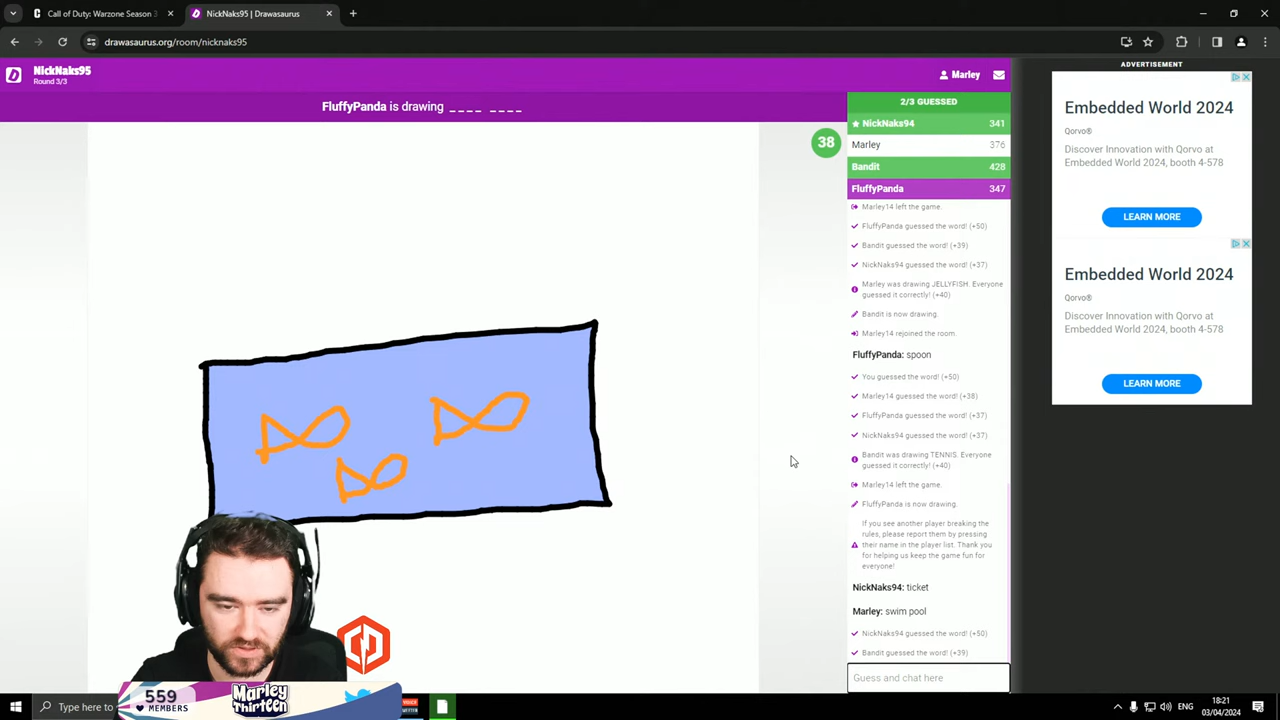 Call of Duty: Warzone Season 3
NickNaks95 | Drawasaurus
drawasaurus.org/room/nicknaks95
NickNaks95
Round 3/3
Marley
FluffyPanda is drawing _ _ _ _ _ _ _ _
38
2/3 GUESSED
NickNaks94 341
Marley 376
Bandit 428
FluffyPanda 347
Marley14 left the game.
FluffyPanda guessed the word! (+50)
Bandit guessed the word! (+39)
NickNaks94 guessed the word! (+37)
Marley was drawing JELLYFISH. Everyone
guessed it correctly! (+40)
Bandit is now drawing.
Marley14 rejoined the room.
FluffyPanda: spoon
You guessed the word! (+50)
Marley14 guessed the word! (+38)
FluffyPanda guessed the word! (+37)
NickNaks94 guessed the word! (+37)
Bandit was drawing TENNIS. Everyone
guessed it correctly! (+40)
Marley14 left the game.
FluffyPanda is now drawing.
If you see another player breaking the
rules, please report them by pressing
their name in the player list. Thank you
for helping us keep the game fun for
everyone!
NickNaks94: ticket
Marley: swim pool
NickNaks94 guessed the word! (+50)
Bandit guessed the word! (+39)
Guess and chat here
ADVERTISEMENT
Embedded World 2024
Qorvo®
Discover Innovation with Qorvo at
Embedded World 2024, booth 4-578
LEARN MORE
Embedded World 2024
Qorvo®
Discover Innovation with Qorvo at
Embedded World 2024, booth 4-578
LEARN MORE
559
MEMBERS
MARLEY
THIRTEEN
Type here to
ENG
18:21
03/04/2024